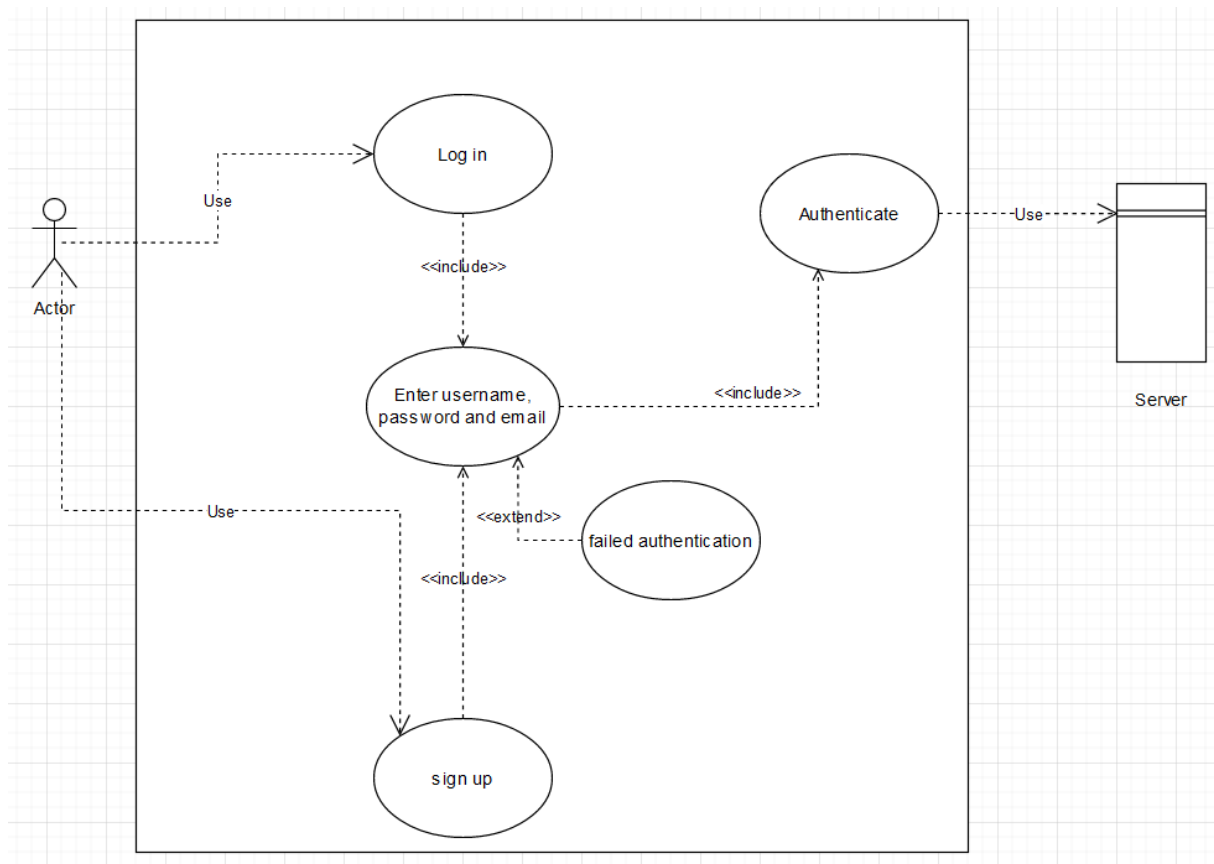 Log in
Authenticate
Use
Use
Actor
<<include>>
Enter username,
password and email
<<include>>
Server
Use
<<extend>>
failed authentication
<<include>>
sign up